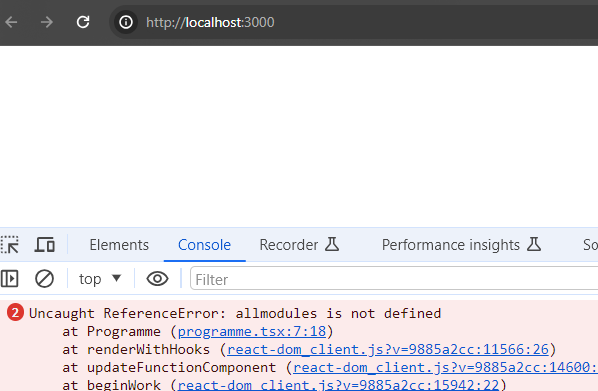 http://localhost:3000
Elements Console Recorder Performance insights So
top Filter
2 Uncaught ReferenceError: allmodules is not defined
at Programme (programme.tsx:7:18)
at renderWithHooks (react-dom_client.js?v=9885a2cc:11566:26)
at updateFunctionComponent (react-dom_client.js?v=9885a2cc:14600:
at beginWork (react-dom_client.js?v=9885a2cc:15942:22)